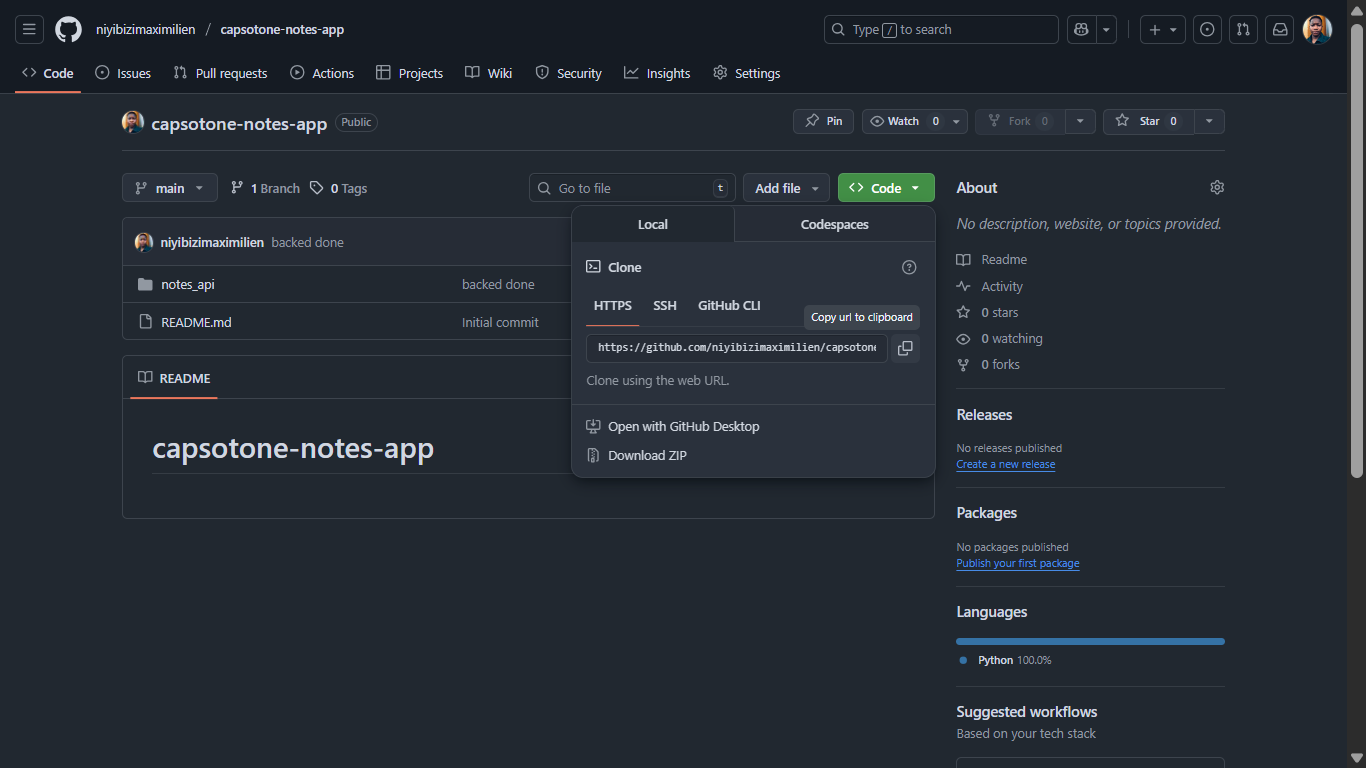 niyibizimaximilien / capsotone-notes-app
Type / to search
Code
Issues
Pull requests
Actions
Projects
Wiki
Security
Insights
Settings
capsotone-notes-app
Public
Pin
Watch 0
Fork 0
Star 0
main
1 Branch
0 Tags
Go to file
t
Add file
Code
niyibizimaximilien backed done
notes_api backed done
README.md Initial commit
README
capsotone-notes-app
Local
Codespaces
Clone
HTTPS
SSH
GitHub CLI
Copy url to clipboard
https://github.com/niyibizimaximilien/capsotone
Clone using the web URL.
Open with GitHub Desktop
Download ZIP
About
No description, website, or topics provided.
Readme
Activity
0 stars
0 watching
0 forks
Releases
No releases published
Create a new release
Packages
No packages published
Publish your first package
Languages
Python 100.0%
Suggested workflows
Based on your tech stack